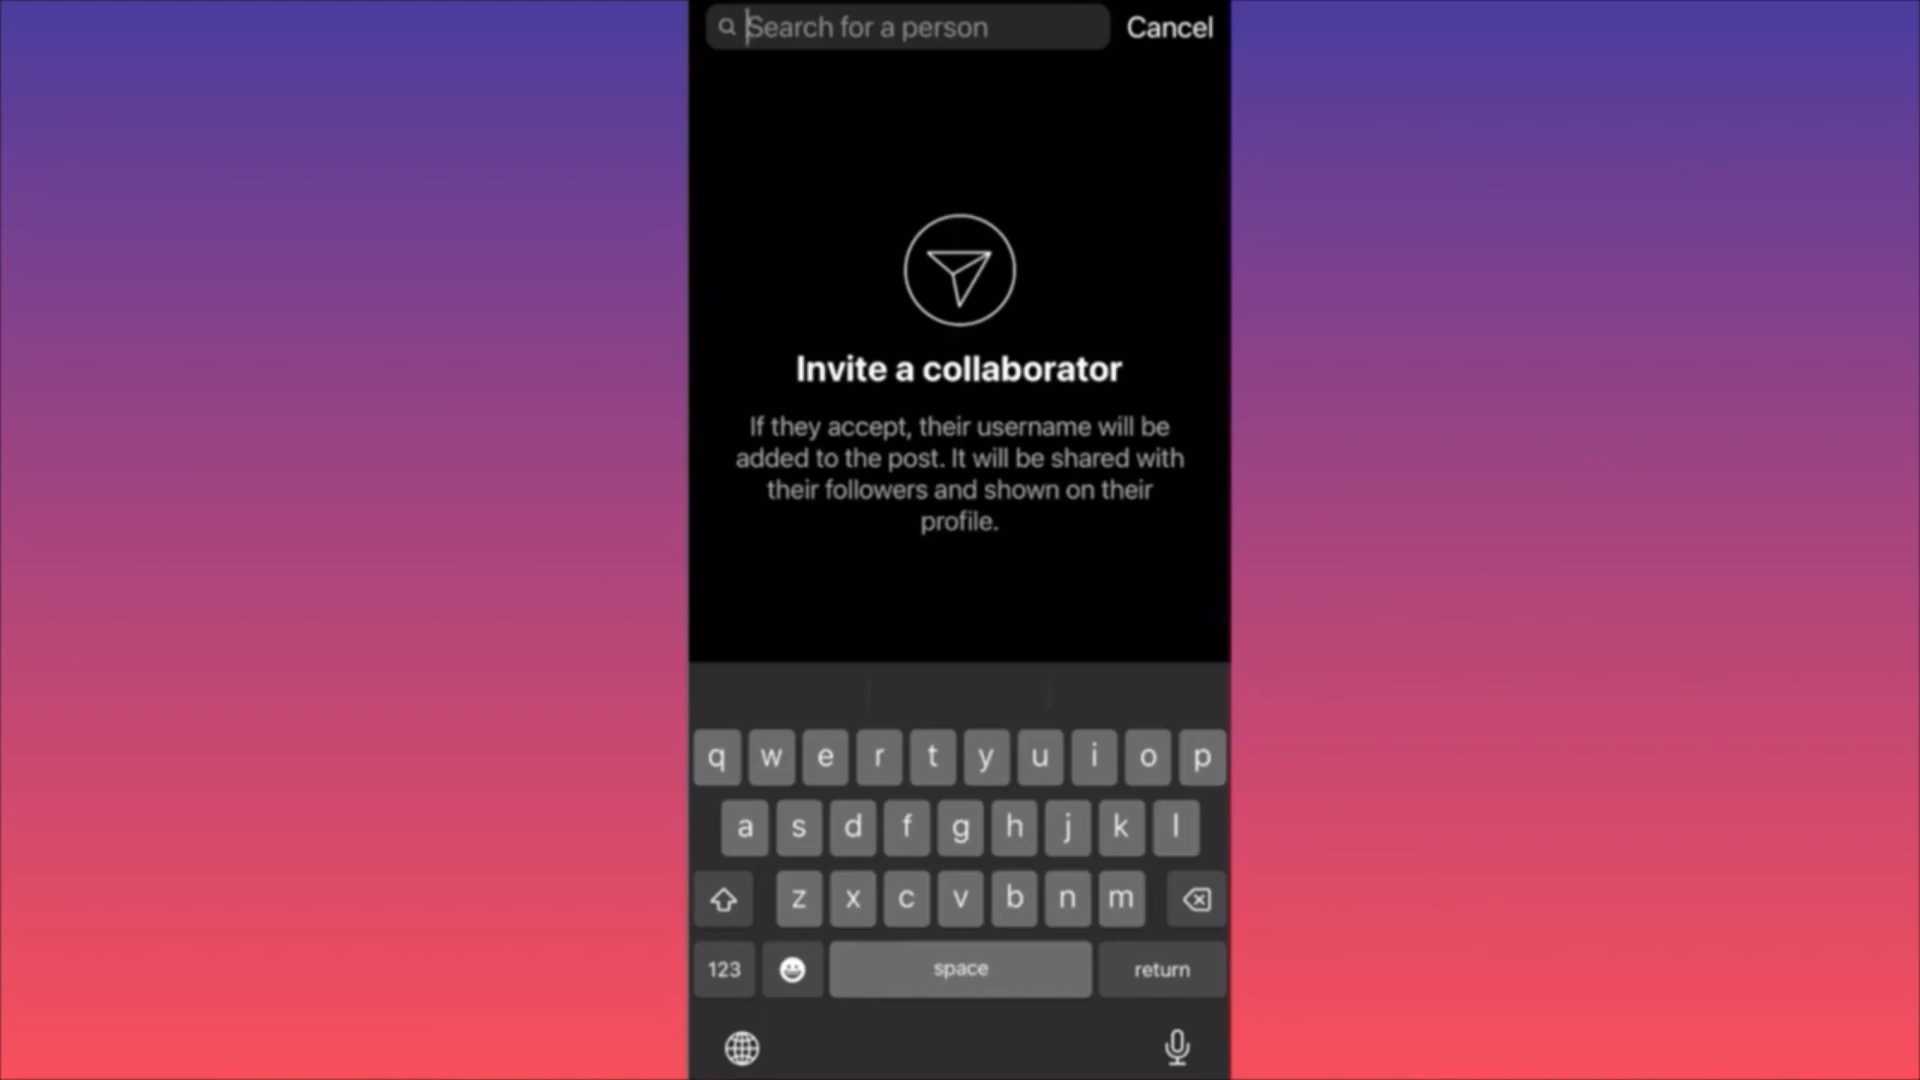 Search for a person Cancel
Invite a collaborator
If they accept, their username will be
added to the post. It will be shared with
their followers and shown on their
profile.
q w e r t y u i o p
a s d f g h j k l
z x c v b n m
123 space return